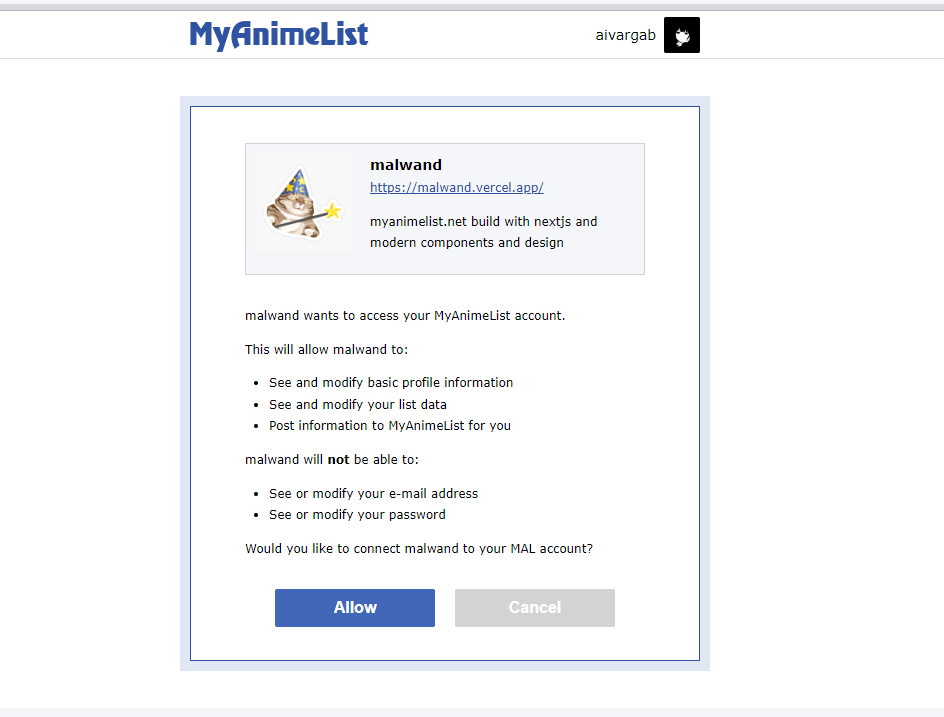 MyAnimeList
aivargab
malwand
https://malwand.vercel.app/
myanimelist.net build with nextjs and
modern components and design
malwand wants to access your MyAnimeList account.
This will allow malwand to:
• See and modify basic profile information
• See and modify your list data
• Post information to MyAnimeList for you
malwand will not be able to:
• See or modify your e-mail address
• See or modify your password
Would you like to connect malwand to your MAL account?
Allow
Cancel